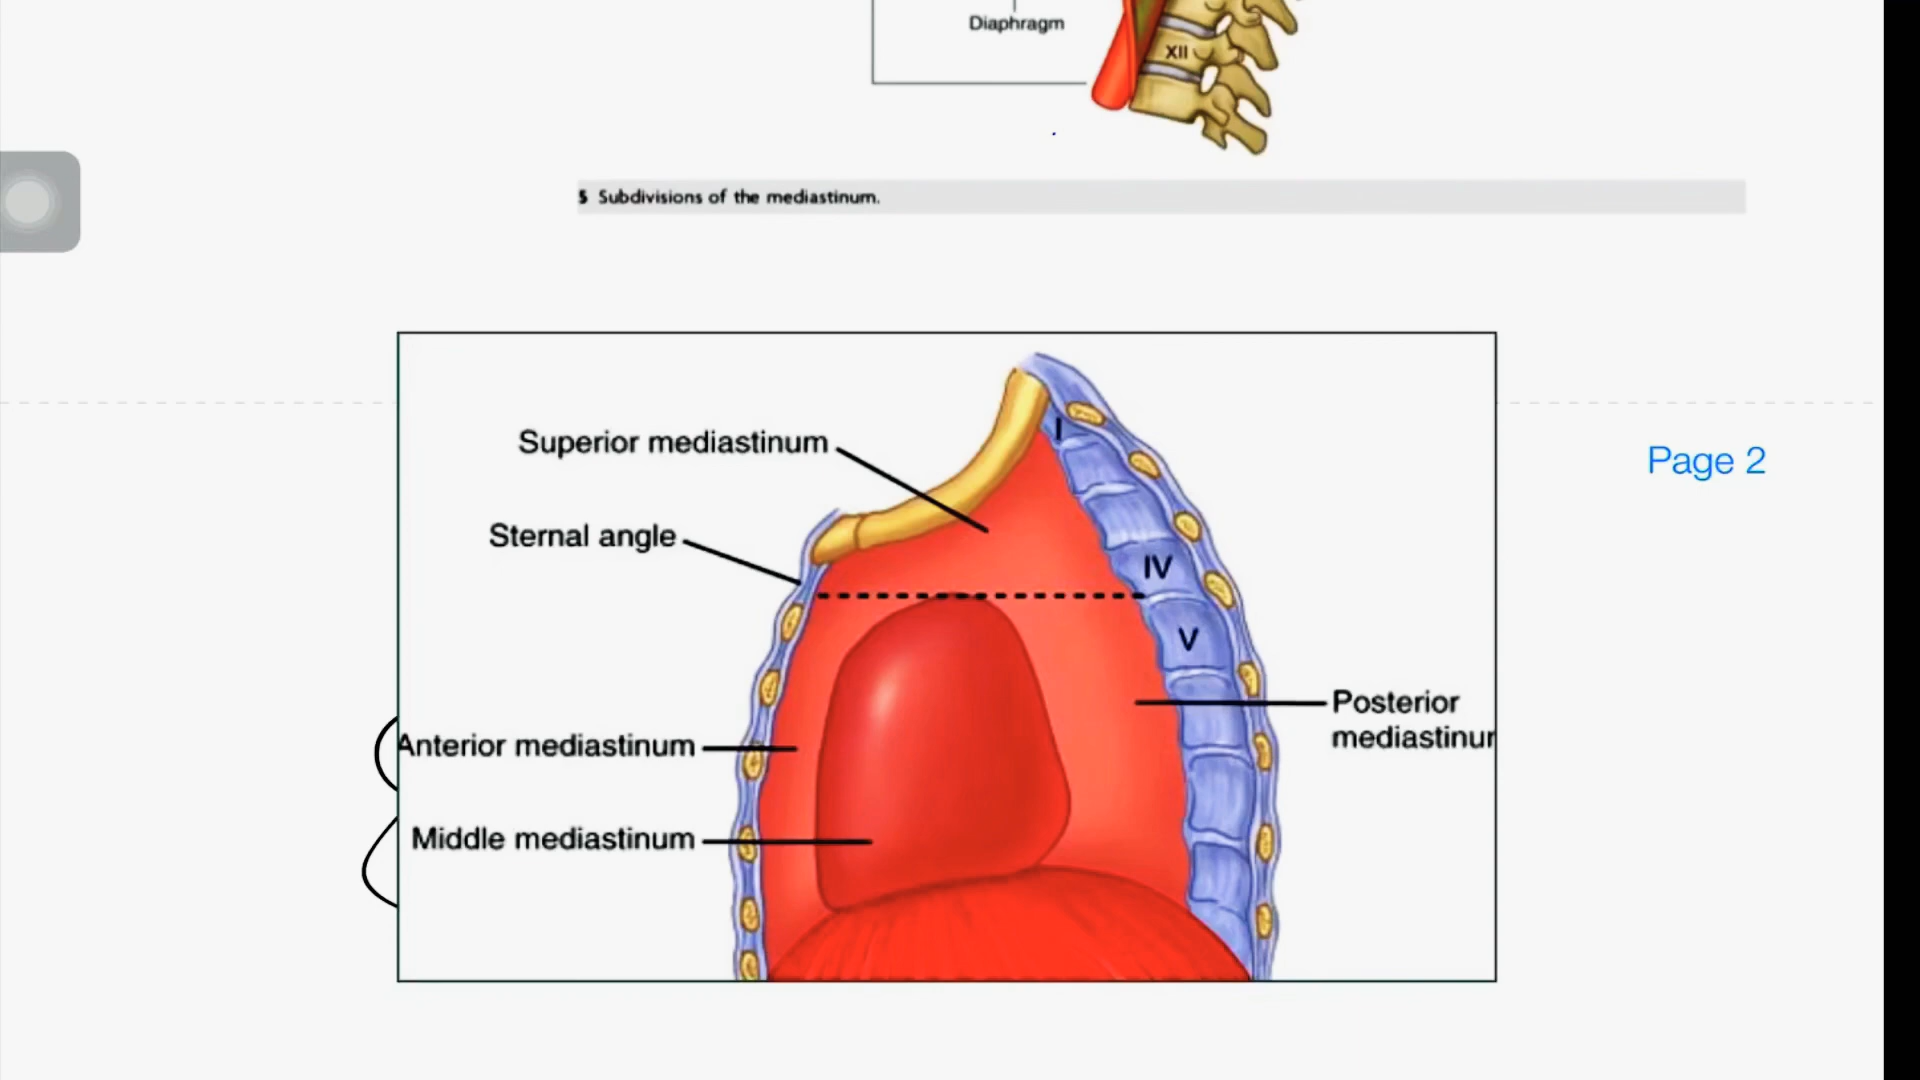 Diaphragm
XII
5 Subdivisions of the mediastinum.
Superior mediastinum
I
Sternal angle
IV
Page 2
V
Posterior
mediastinur
Anterior mediastinum
Middle mediastinum